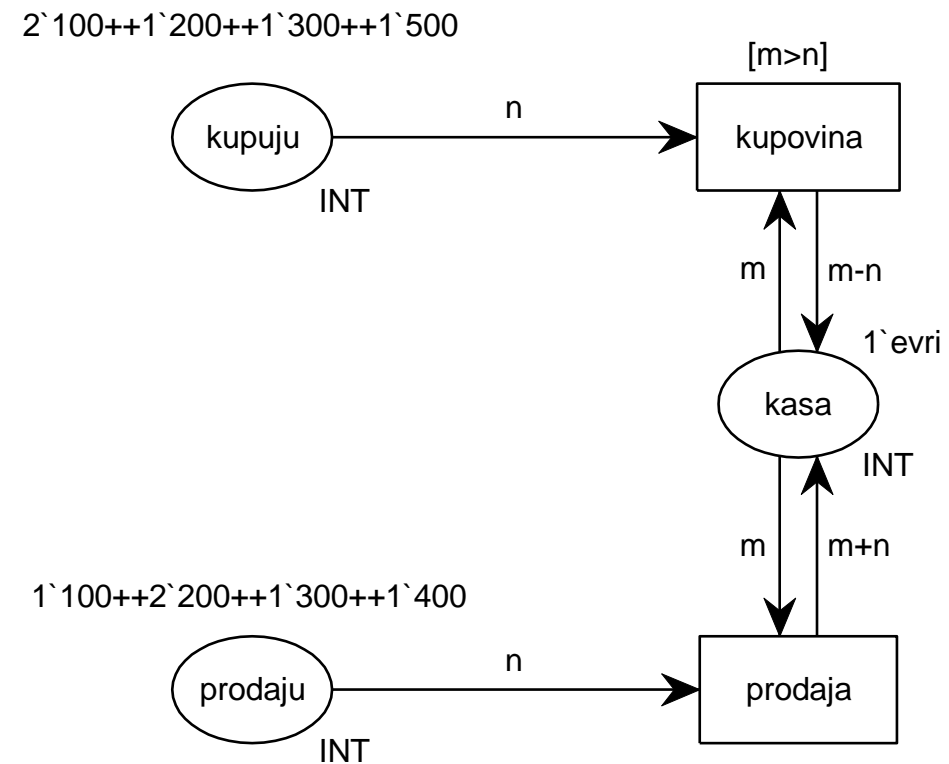 2`100++1`200++1`300++1`500
[m>n]
n
kupuju
kupovina
INT
m
m-n
1`evri
kasa
INT
m
m+n
1`100++2`200++1`300++1`400
n
prodaju
prodaja
INT